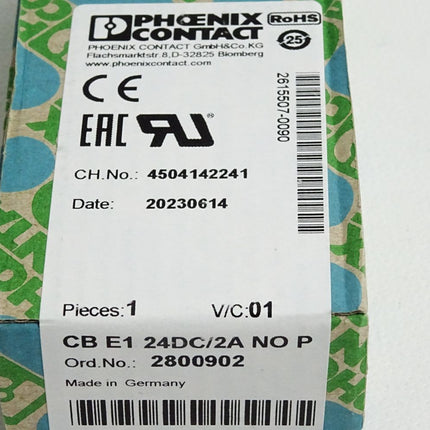 PHŒNIX
CONTACT
RoHS
25
PHOENIX CONTACT GmbH&Co.KG
Flachsmarktstr 8,D-32825 Blomberg
www.phoenixcontact.com
2615507-0090
CE
EAC RU®
CH.No.: 4504142241
Date: 20230614
Pieces:1 V/C:01
CB E1 24DC/2A NO P
Ord.No.: 2800902
Made in Germany